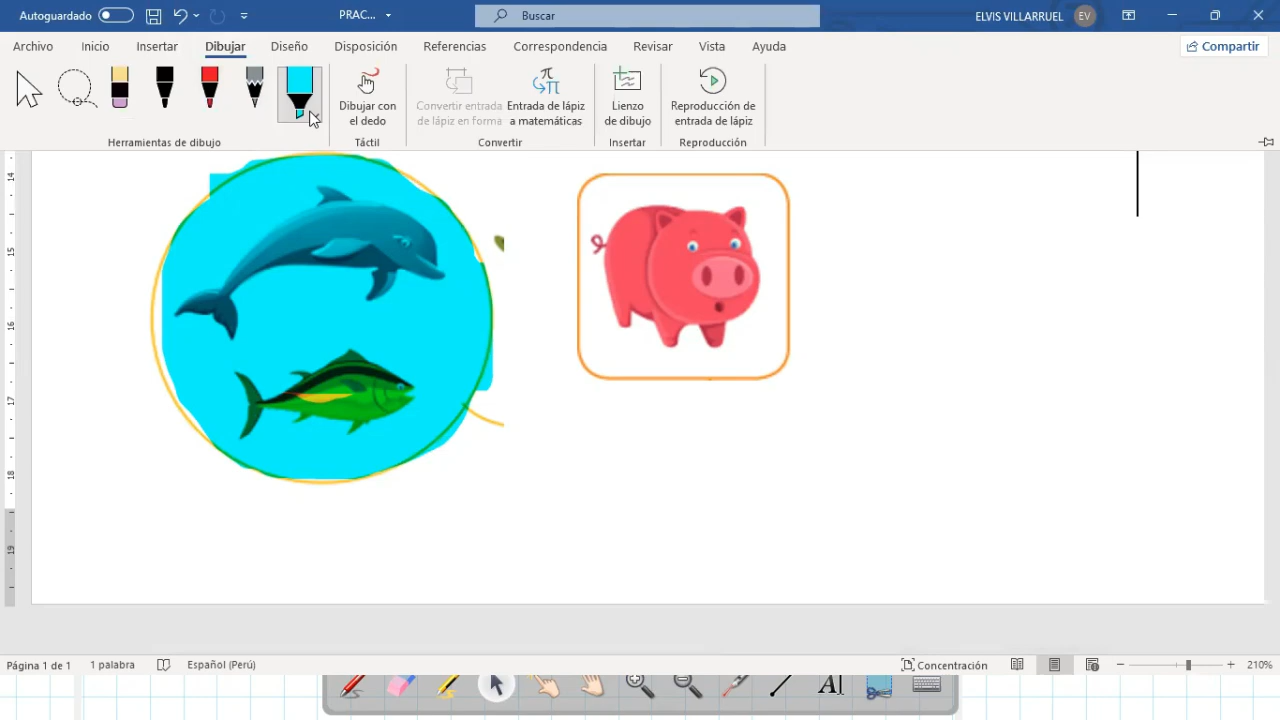 Autoguardado
PRAC...
Buscar
ELVIS VILLARRUEL
EV
Archivo
Inicio
Insertar
Dibujar
Diseño
Disposición
Referencias
Correspondencia
Revisar
Vista
Ayuda
Compartir
Dibujar con
el dedo
Convertir entrada
de lápiz en forma
Entrada de lápiz
a matemáticas
Lienzo
de dibujo
Reproducción de
entrada de lápiz
Herramientas de dibujo
Táctil
Convertir
Insertar
Reproducción
14
15
16
17
18
19
Página 1 de 1
1 palabra
Español (Perú)
Concentración
210%